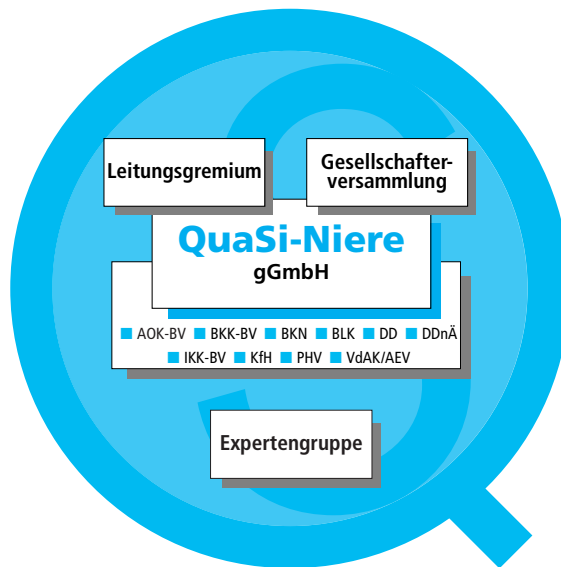 Leitungsgremium
Gesellschafter-
versammlung
QuaSi-Niere
gGmbH
■ AOK-BV ■ BKK-BV ■ BKN ■ BLK ■ DD ■ DDnÄ
■ IKK-BV ■ KfH ■ PHV ■ VdAK/AEV
Expertengruppe